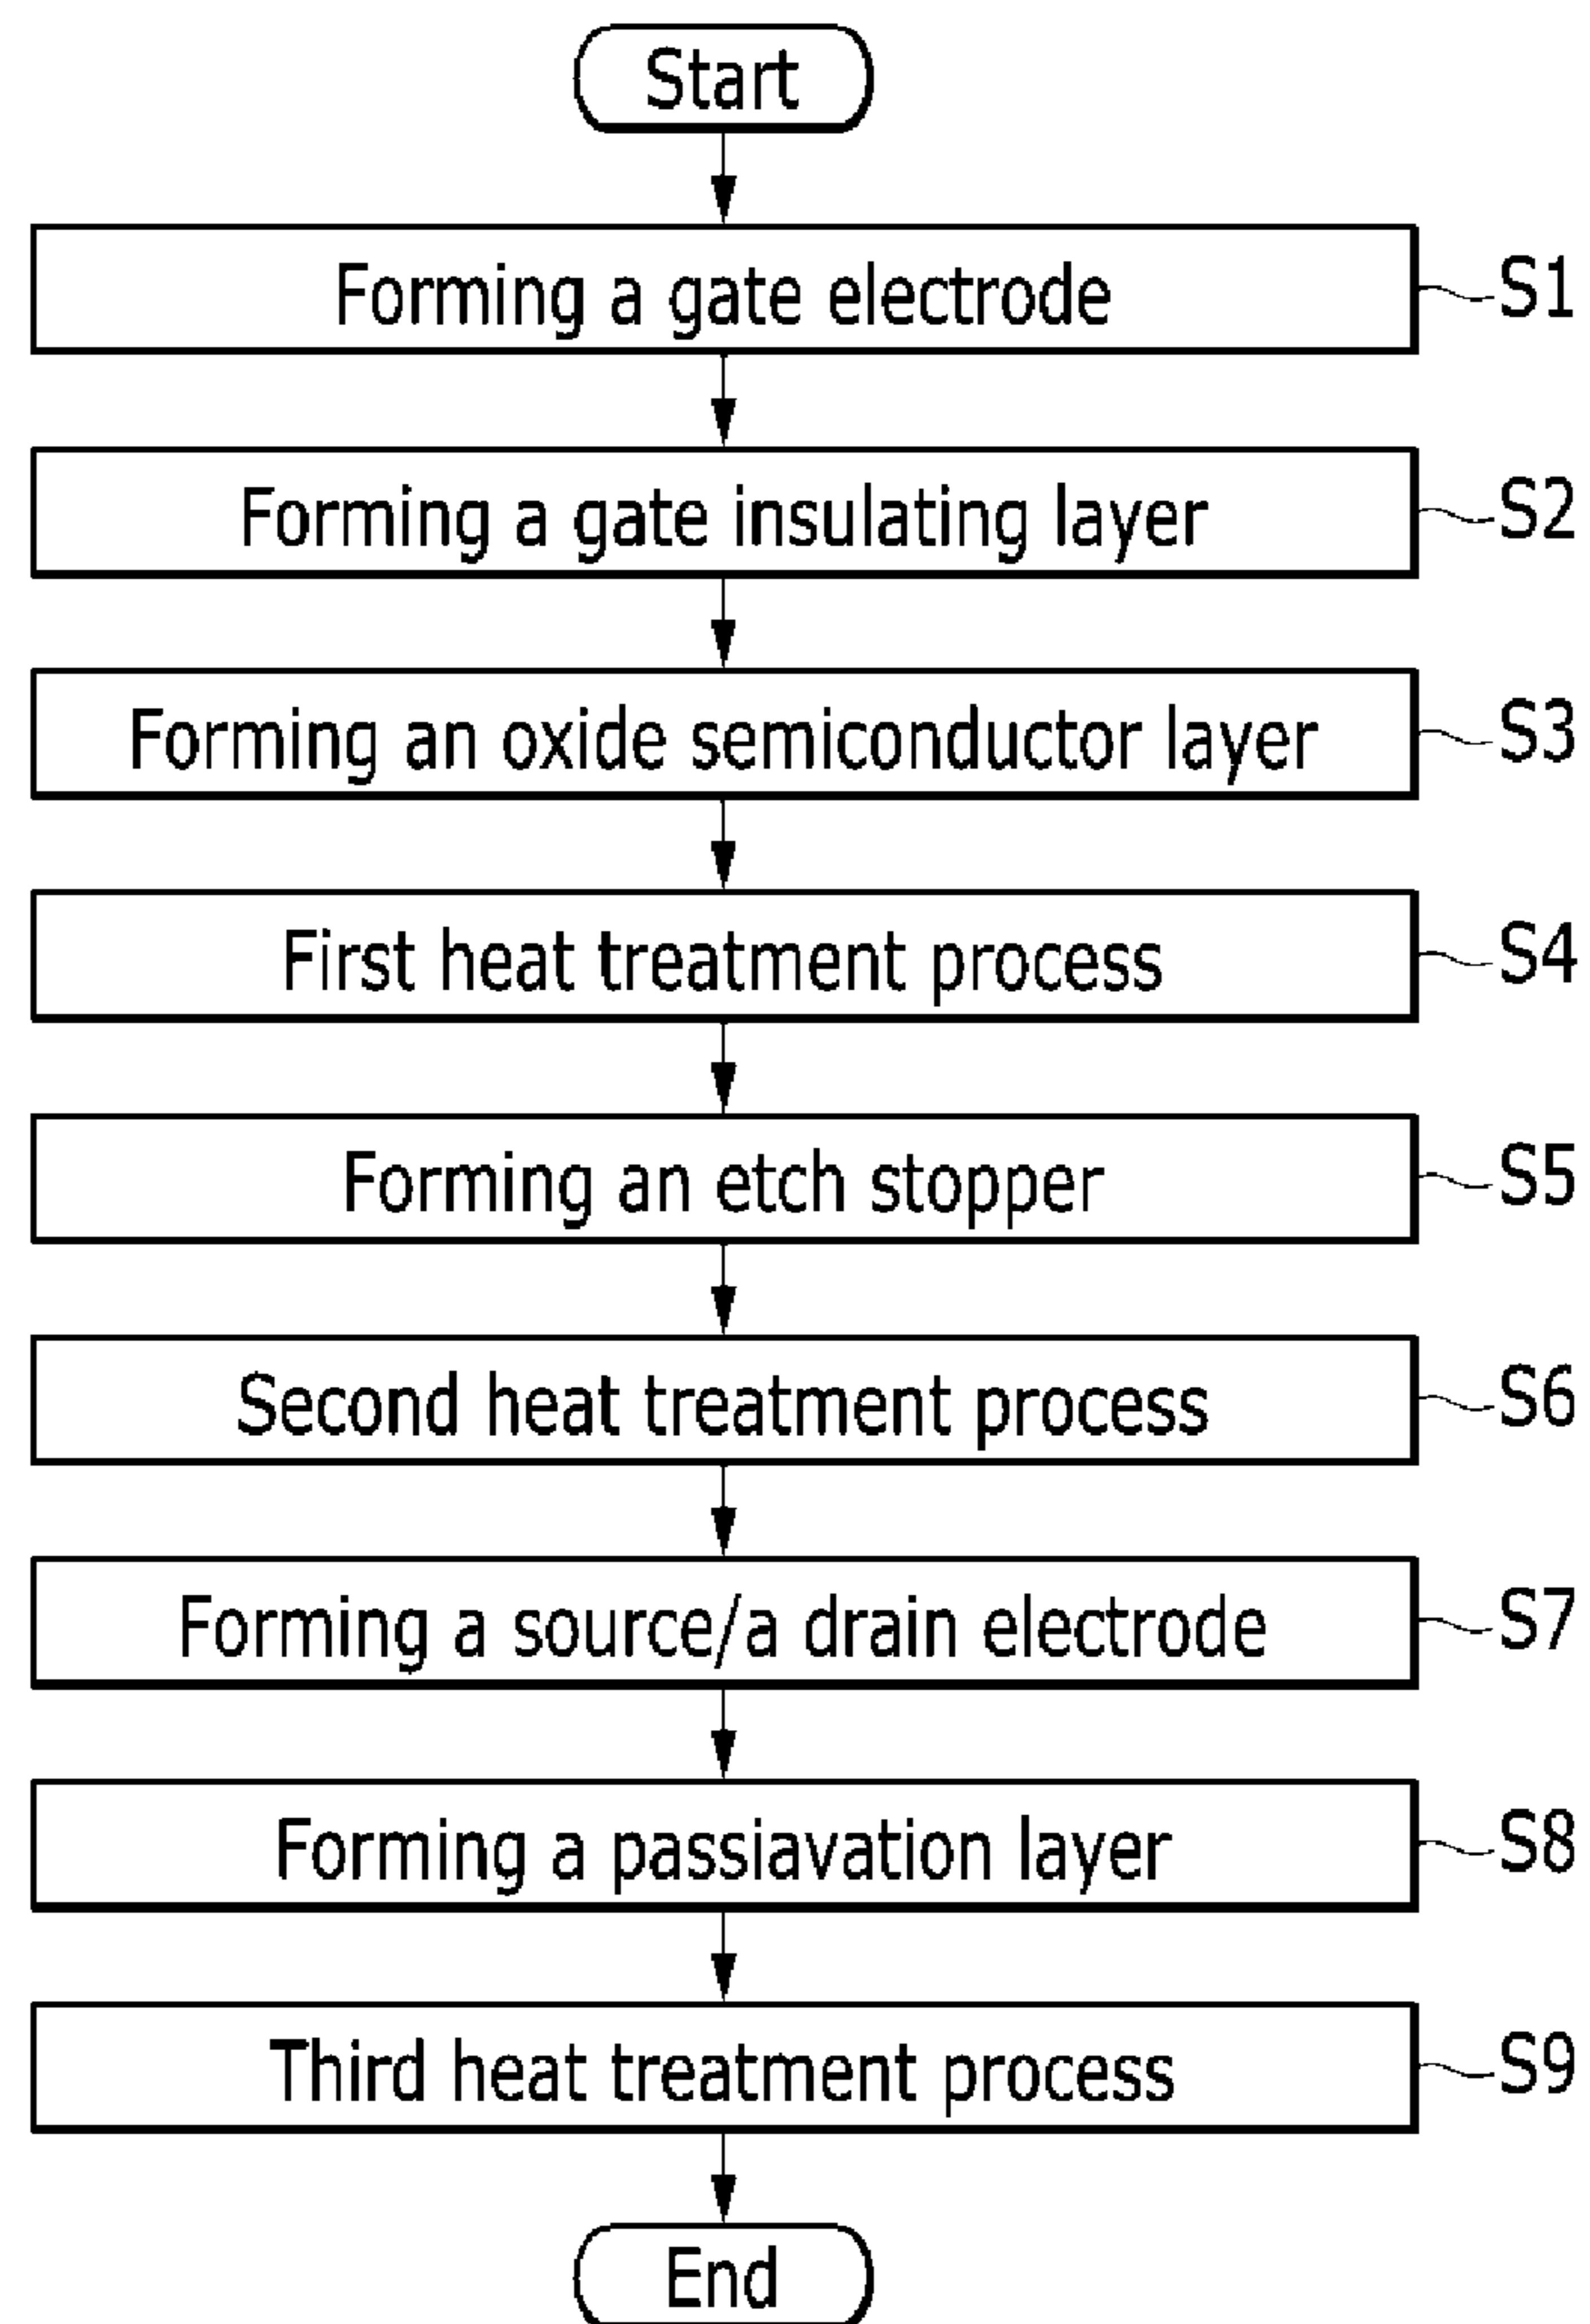 Start
Forming a gate electrode S1
Forming a gate insulating layer S2
Forming an oxide semiconductor layer S3
First heat treatment process S4
Forming an etch stopper S5
Second heat treatment process S6
Forming a source/a drain electrode S7
Forming a passiavation layer S8
Third heat treatment process S9
End